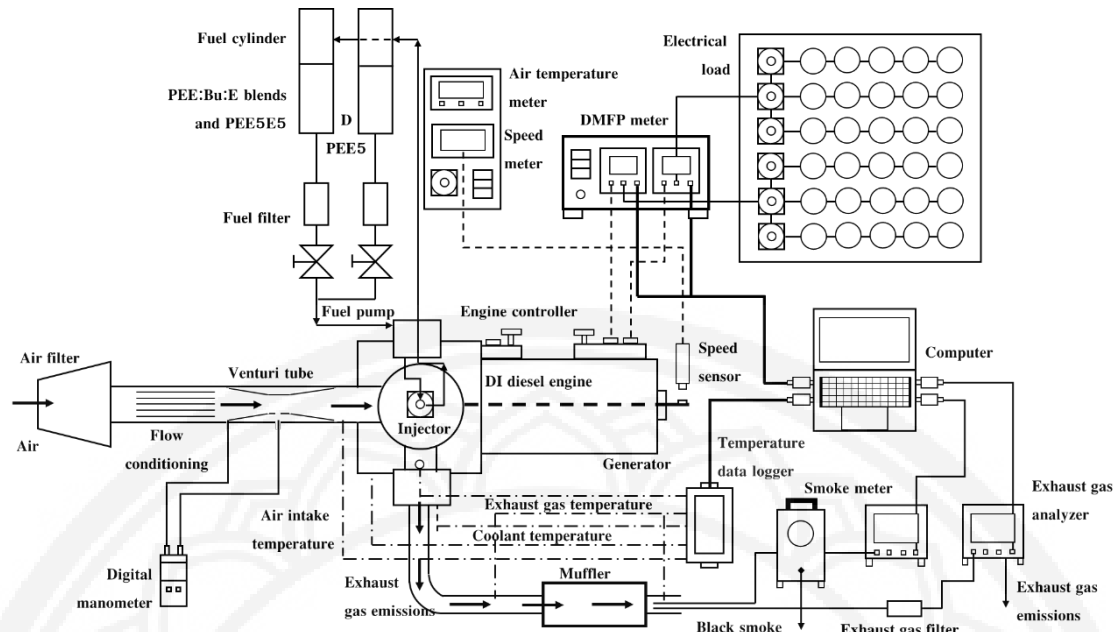 Fuel cylinder
PEE:Bu:E blends
and PEE5E5
D
PEE5
Fuel filter
Air temperature
meter
Speed
meter
Electrical
load
DMFP meter
Fuel pump
Engine controller
Air filter
Venturi tube
DI diesel engine
Speed
sensor
Computer
Air
Flow
conditioning
Injector
Generator
Temperature
data logger
Smoke meter
Exhaust gas
analyzer
Air intake
temperature
Exhaust gas temperature
Coolant temperature
Digital
manometer
Exhaust
gas emissions
Muffler
Exhaust gas
emissions
Black smoke
Exhaust gas filter